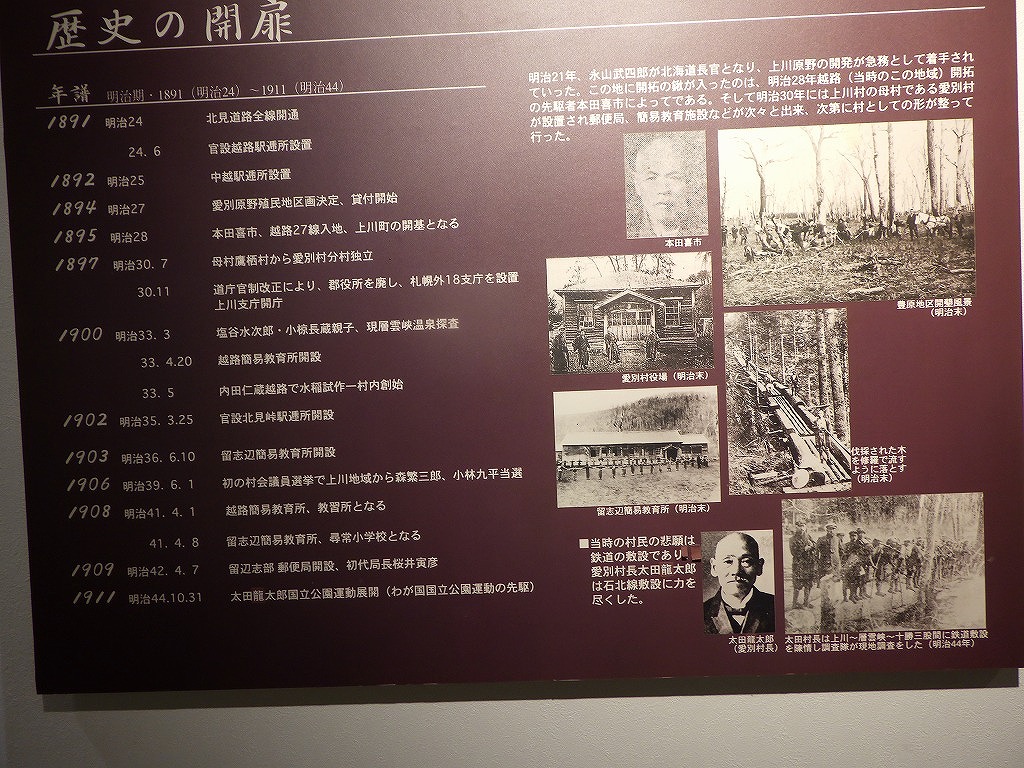 歴史の開扉
年譜 明治期・1891(明治24)~1911(明治44)
1891 明治24 北見道路全線開通
24. 6 官設越路駅逓所設置
1892 明治25 中越駅逓所設置
1894 明治27 愛別原野殖民地区画決定、貸付開始
1895 明治28 本田喜市、越路27線入地、上川町の開基となる
1897 明治30. 7 母村鷹栖村から愛別村分村独立
30.11 道庁官制改正により、郡役所を廃し、札幌外18支庁を設置
上川支庁開庁
1900 明治33. 3 塩谷水次郎・小椋長蔵親子、現層雲峡温泉探査
33. 4.20 越路簡易教育所開設
33. 5 内田仁蔵越路で水稲試作一村内創始
1902 明治35. 3.25 官設北見峠駅逓所開設
1903 明治36. 6.10 留志辺簡易教育所開設
1906 明治39. 6. 1 初の村会議員選挙で上川地域から森繁三郎、小林九平当選
1908 明治41. 4. 1 越路簡易教育所、教習所となる
41. 4. 8 留志辺簡易教育所、尋常小学校となる
1909 明治42. 4. 7 留辺志部 郵便局開設、初代局長桜井寅彦
1911 明治44.10.31 太田龍太郎国立公園運動展開(わが国国立公園運動の先駆)
明治21年、永山武四郎が北海道長官となり、上川原野の開発が急務として着手され
ていった。この地に開拓の鍬が入ったのは、明治28年越路(当時のこの地域)開拓
の先駆者本田喜市によってである。そして明治30年には上川村の母村である愛別村
が設置され郵便局、簡易教育施設などが次々と出来、次第に村としての形が整って
行った。
本田喜市
豊原地区開墾風景
(明治末)
愛別村役場(明治末)
伐採された木
を修羅で流す
ように落とす
(明治末)
留志辺簡易教育所(明治末)
■当時の村民の悲願は
鉄道の敷設であり、
愛別村長太田龍太郎
は石北線敷設に力を
尽くした。
太田龍太郎
(愛別村長)
太田村長は上川~層雲峡~十勝三股間に鉄道敷設
を陳情し調査隊が現地調査をした(明治44年)